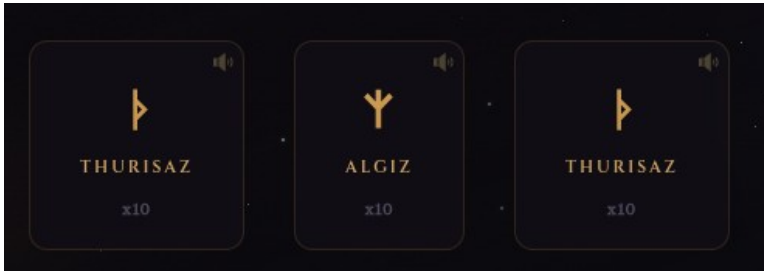 ᚦ ᛉ ᚦ
THURISAZ ALGIZ THURISAZ
x10 x10 x10